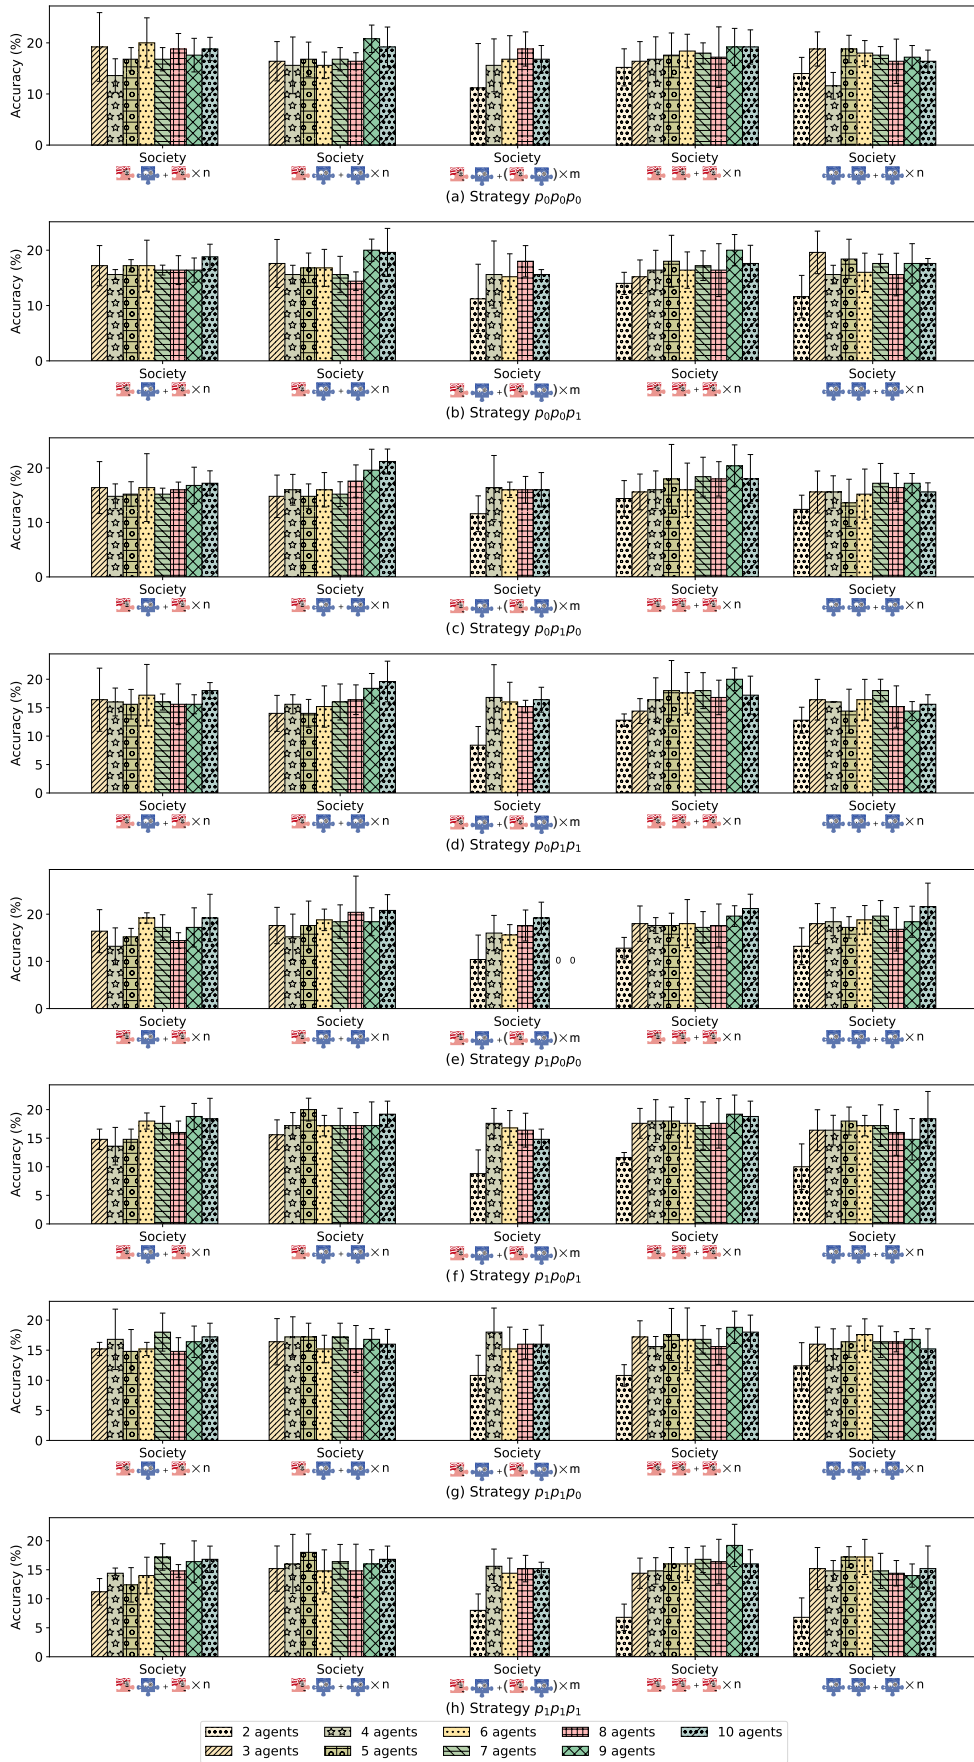 Accuracy (%)
20
10
0
Society Society Society Society Society
+ ×n + ×n +( )×m + ×n + ×n
(a) Strategy p₀p₀p₀
Accuracy (%)
20
10
0
Society Society Society Society Society
+ ×n + ×n +( )×m + ×n + ×n
(b) Strategy p₀p₀p₁
Accuracy (%)
20
10
0
Society Society Society Society Society
+ ×n + ×n +( )×m + ×n + ×n
(c) Strategy p₀p₁p₀
Accuracy (%)
20
15
10
5
0
Society Society Society Society Society
+ ×n + ×n +( )×m + ×n + ×n
(d) Strategy p₀p₁p₁
Accuracy (%)
20
10
0
0 0
Society Society Society Society Society
+ ×n + ×n +( )×m + ×n + ×n
(e) Strategy p₁p₀p₀
Accuracy (%)
20
15
10
5
0
Society Society Society Society Society
+ ×n + ×n +( )×m + ×n + ×n
(f) Strategy p₁p₀p₁
Accuracy (%)
20
15
10
5
0
Society Society Society Society Society
+ ×n + ×n +( )×m + ×n + ×n
(g) Strategy p₁p₁p₀
Accuracy (%)
20
15
10
5
0
Society Society Society Society Society
+ ×n + ×n +( )×m + ×n + ×n
(h) Strategy p₁p₁p₁
2 agents 4 agents 6 agents 8 agents 10 agents
3 agents 5 agents 7 agents 9 agents